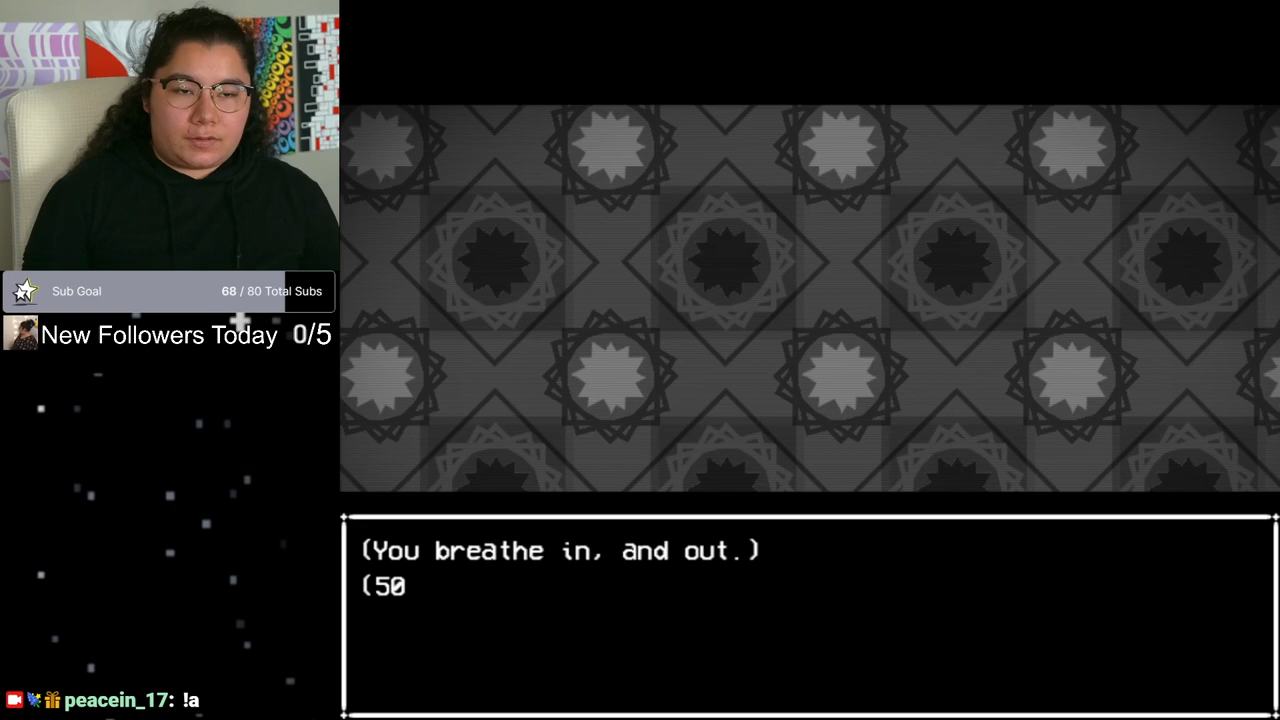 Sub Goal 68 / 80 Total Subs
New Followers Today 0/5
(You breathe in, and out.)
(50
peacein_17: !a